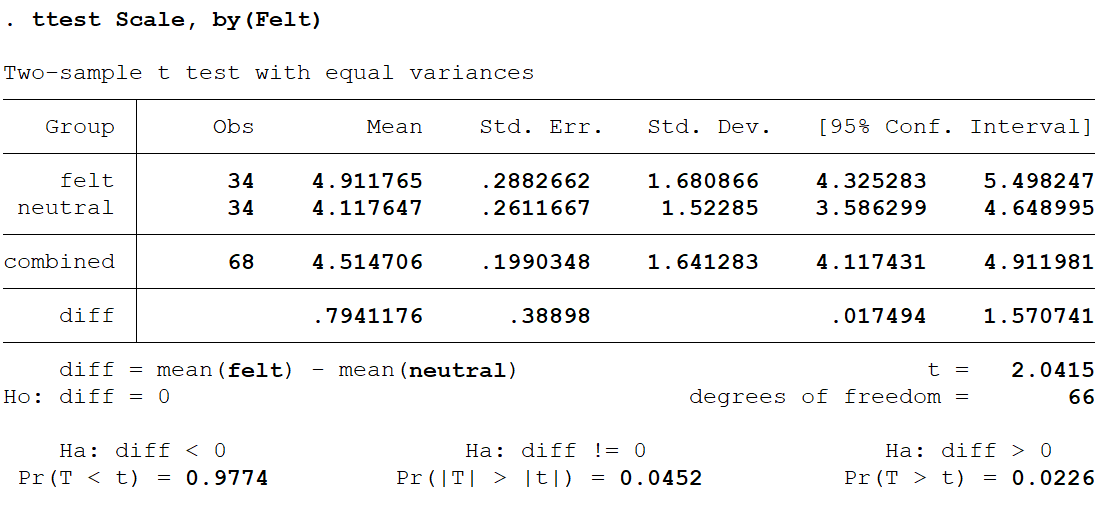 . ttest Scale, by(Felt)
Two-sample t test with equal variances
Group Obs Mean Std. Err. Std. Dev. [95% Conf. Interval]
felt 34 4.911765 .2882662 1.680866 4.325283 5.498247
neutral 34 4.117647 .2611667 1.52285 3.586299 4.648995
combined 68 4.514706 .1990348 1.641283 4.117431 4.911981
diff .7941176 .38898 .017494 1.570741
diff = mean(felt) - mean(neutral) t = 2.0415
Ho: diff = 0 degrees of freedom = 66
Ha: diff < 0 Ha: diff != 0 Ha: diff > 0
Pr(T < t) = 0.9774 Pr(|T| > |t|) = 0.0452 Pr(T > t) = 0.0226